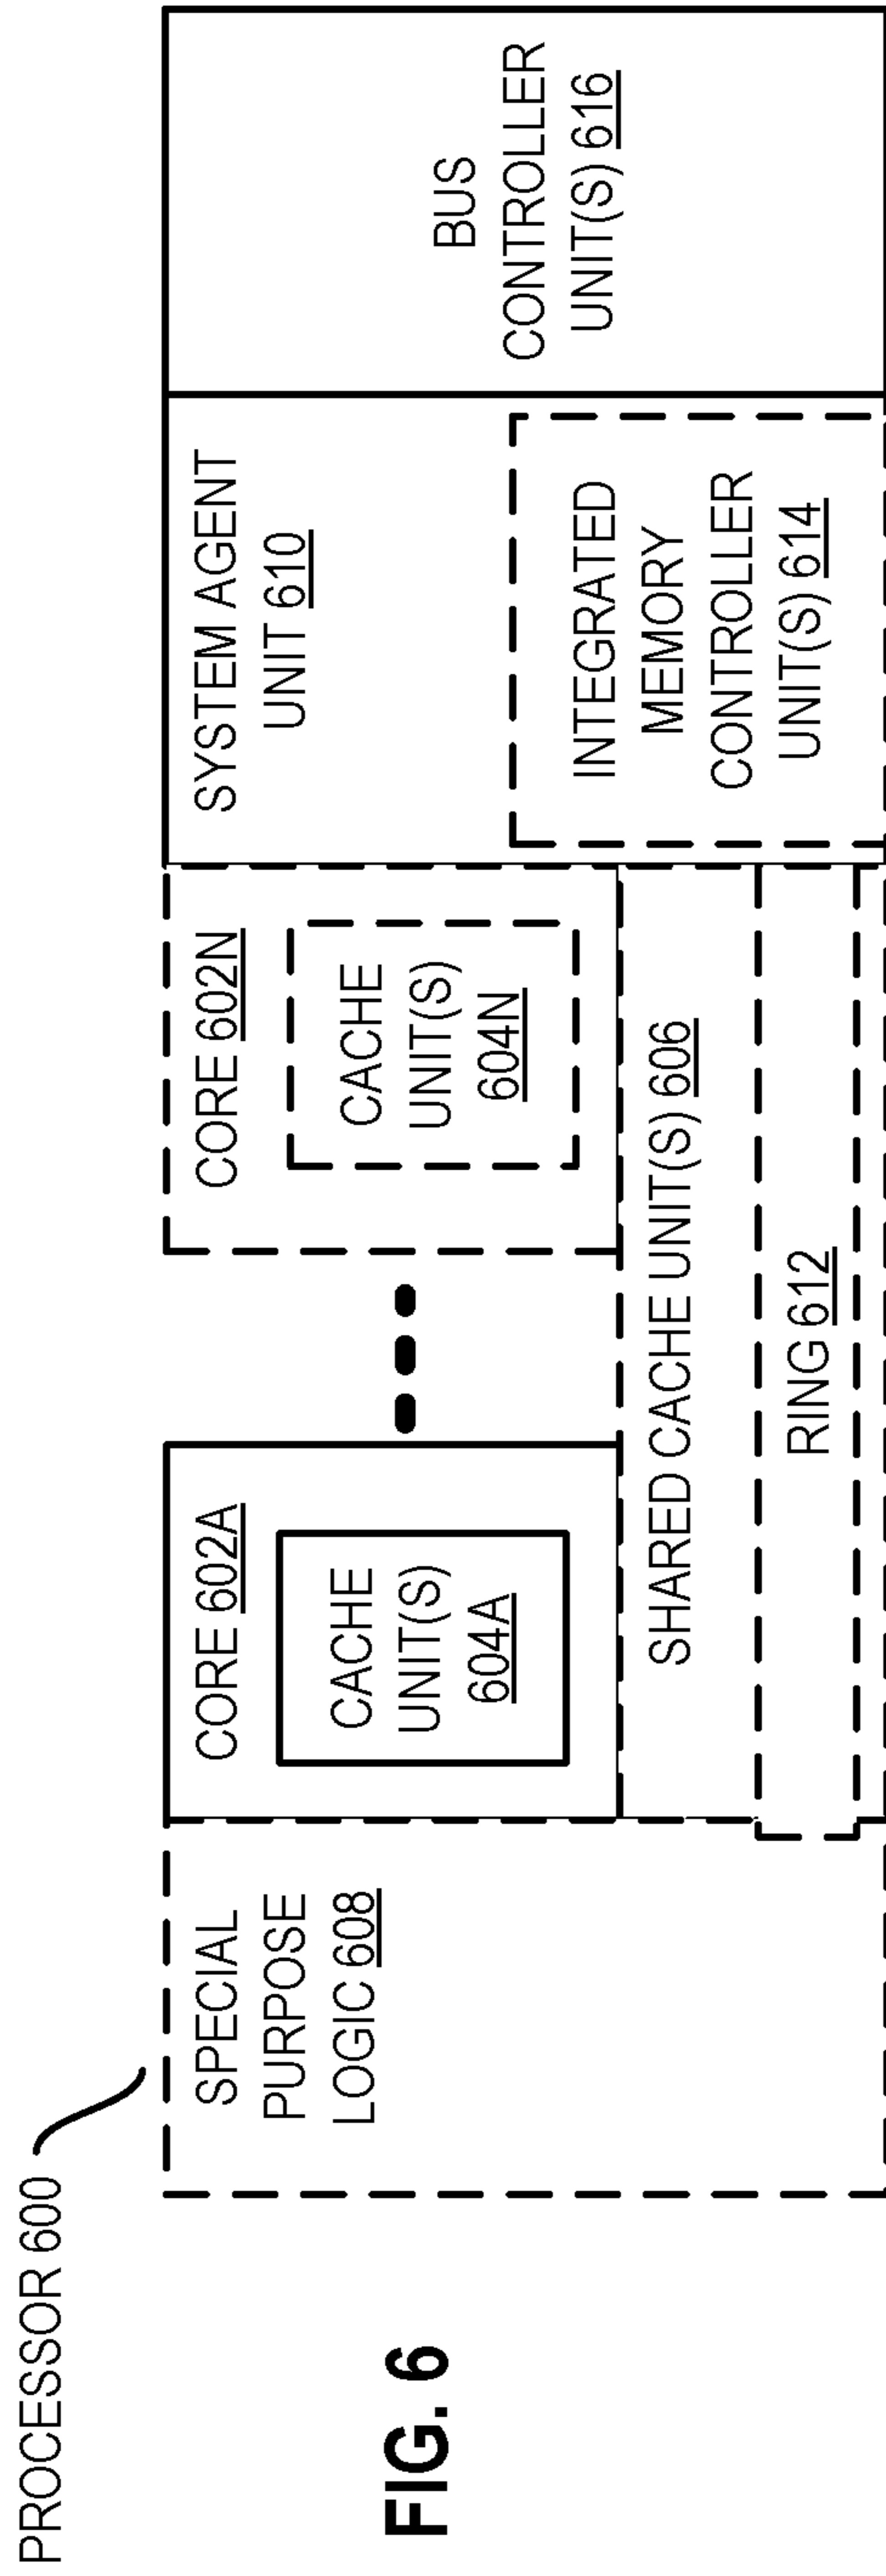 PROCESSOR 600
SPECIAL
PURPOSE
LOGIC 608
CORE 602A
CACHE
UNIT(S)
604A
CORE 602N
CACHE
UNIT(S)
604N
SHARED CACHE UNIT(S) 606
RING 612
SYSTEM AGENT
UNIT 610
INTEGRATED
MEMORY
CONTROLLER
UNIT(S) 614
BUS
CONTROLLER
UNIT(S) 616
FIG. 6